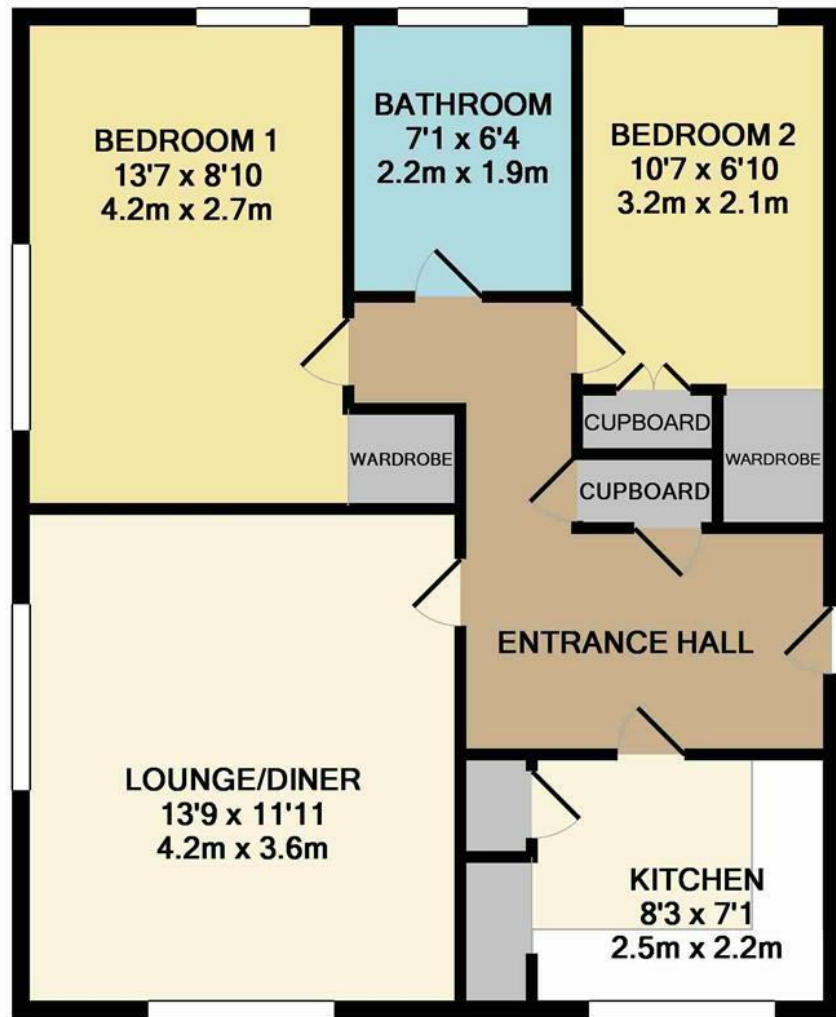 BEDROOM 1
13'7 x 8'10
4.2m x 2.7m
BATHROOM
7'1 x 6'4
2.2m x 1.9m
BEDROOM 2
10'7 x 6'10
3.2m x 2.1m
CUPBOARD
WARDROBE
WARDROBE
CUPBOARD
ENTRANCE HALL
LOUNGE/DINER
13'9 x 11'11
4.2m x 3.6m
KITCHEN
8'3 x 7'1
2.5m x 2.2m